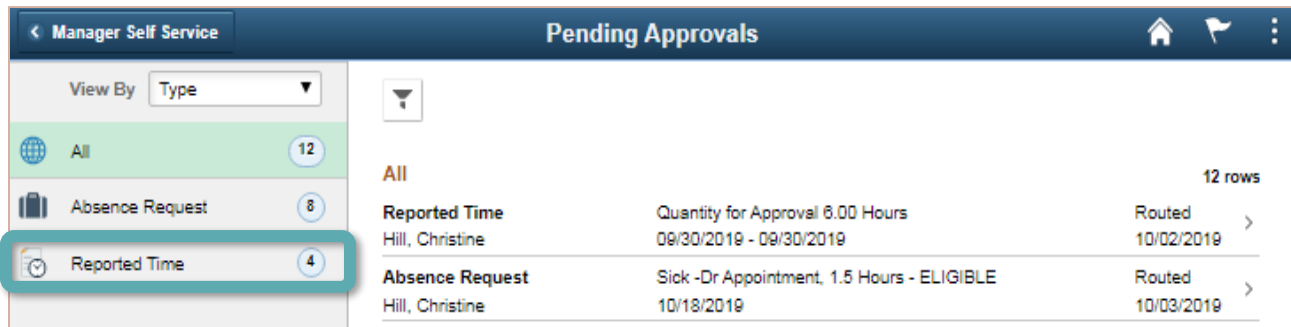 Manager Self Service
Pending Approvals
View By Type
All 12
Absence Request 8
Reported Time 4
All 12 rows
Reported Time Quantity for Approval 6.00 Hours Routed
Hill, Christine 09/30/2019 - 09/30/2019 10/02/2019
Absence Request Sick -Dr Appointment, 1.5 Hours - ELIGIBLE Routed
Hill, Christine 10/18/2019 10/03/2019